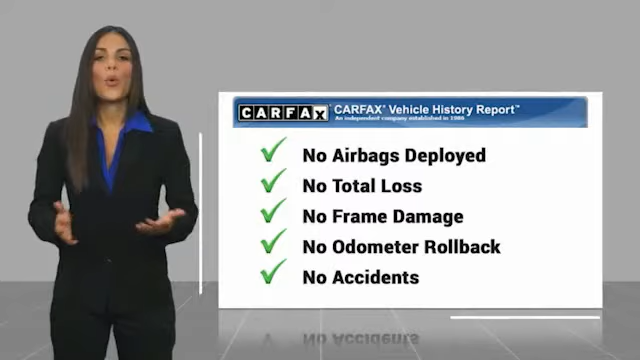 CARFAX CARFAX® Vehicle History Report™
An independent company established in 1986
No Airbags Deployed
No Total Loss
No Frame Damage
No Odometer Rollback
No Accidents